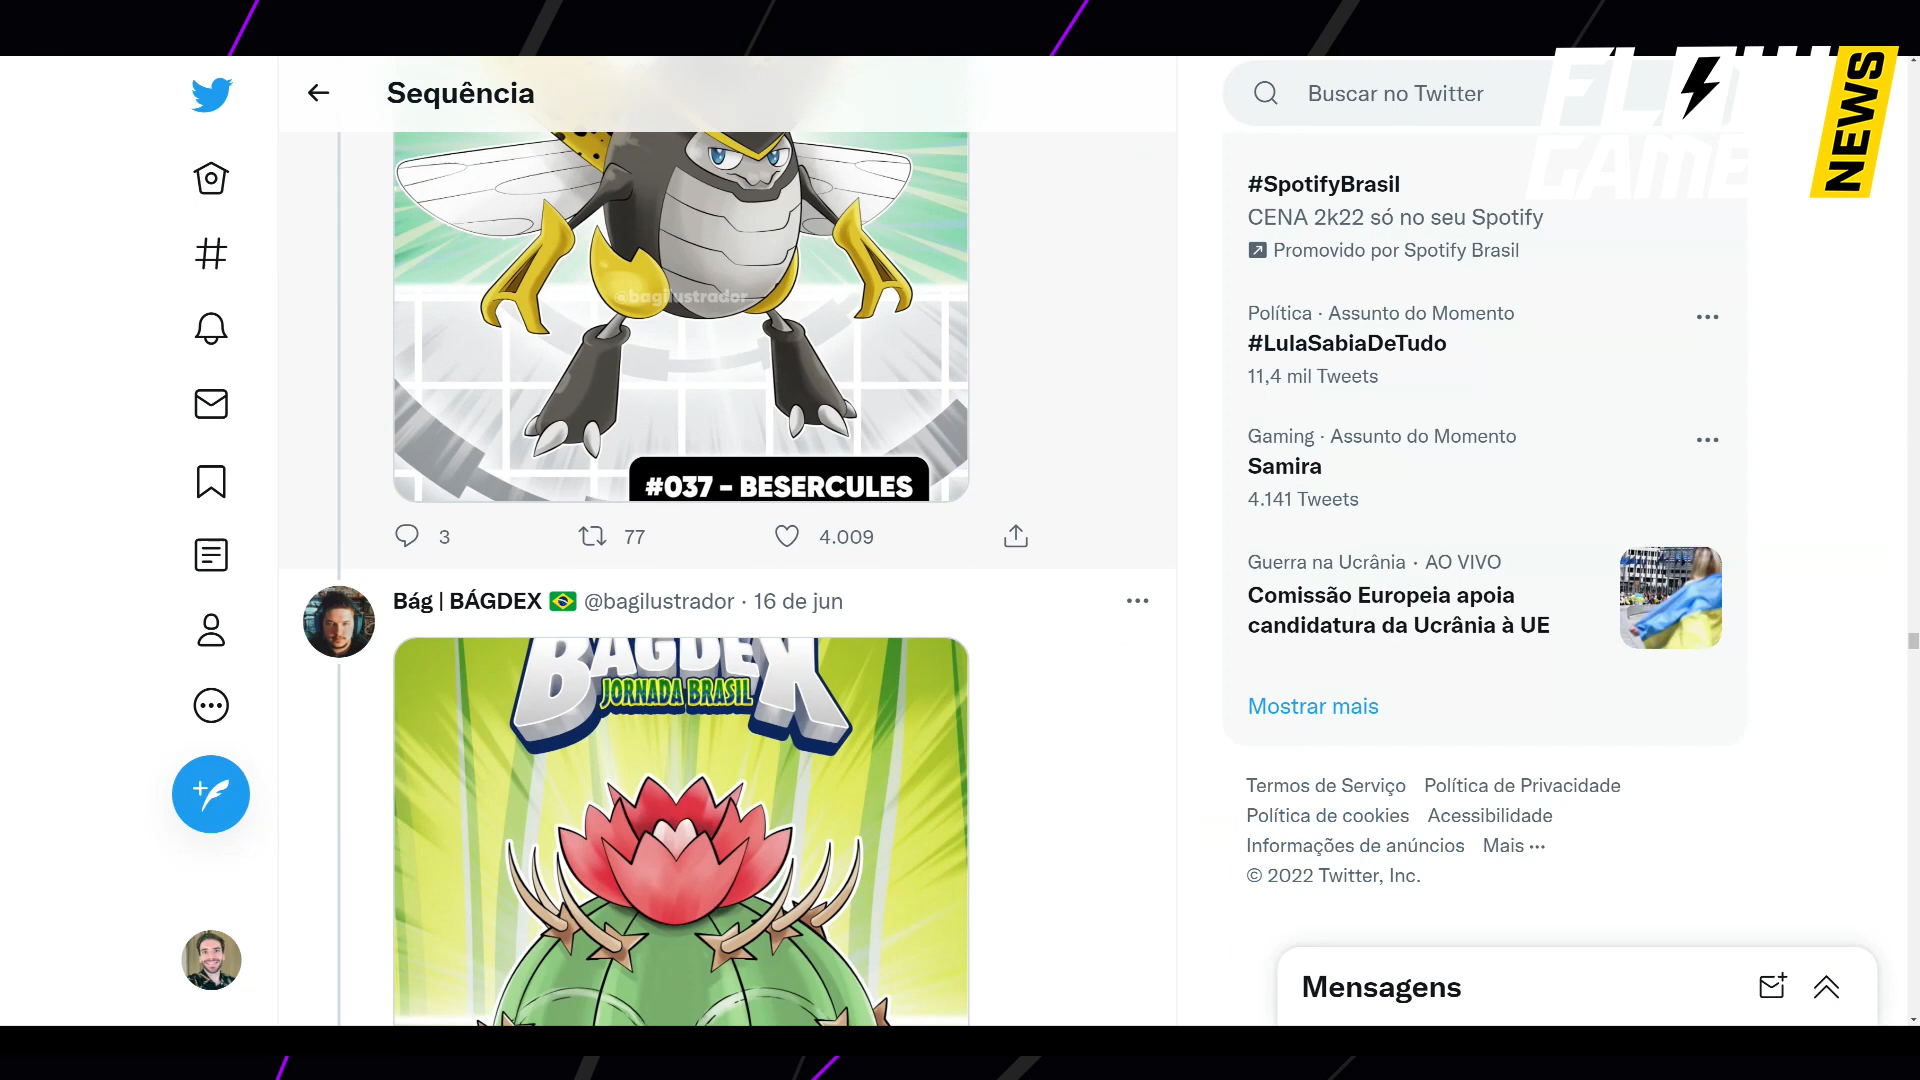 Sequência
@bagilustrador
#037 - BESERCULES
3
77
4.009
Bág | BÁGDEX @bagilustrador · 16 de jun
BAGDEX
JORNADA BRASIL
Buscar no Twitter
FLOW
GAMES
NEWS
#SpotifyBrasil
CENA 2k22 só no seu Spotify
Promovido por Spotify Brasil
Política · Assunto do Momento
#LulaSabiaDeTudo
11,4 mil Tweets
Gaming · Assunto do Momento
Samira
4.141 Tweets
Guerra na Ucrânia · AO VIVO
Comissão Europeia apoia
candidatura da Ucrânia à UE
Mostrar mais
Termos de Serviço Política de Privacidade
Política de cookies Acessibilidade
Informações de anúncios Mais ···
© 2022 Twitter, Inc.
Mensagens